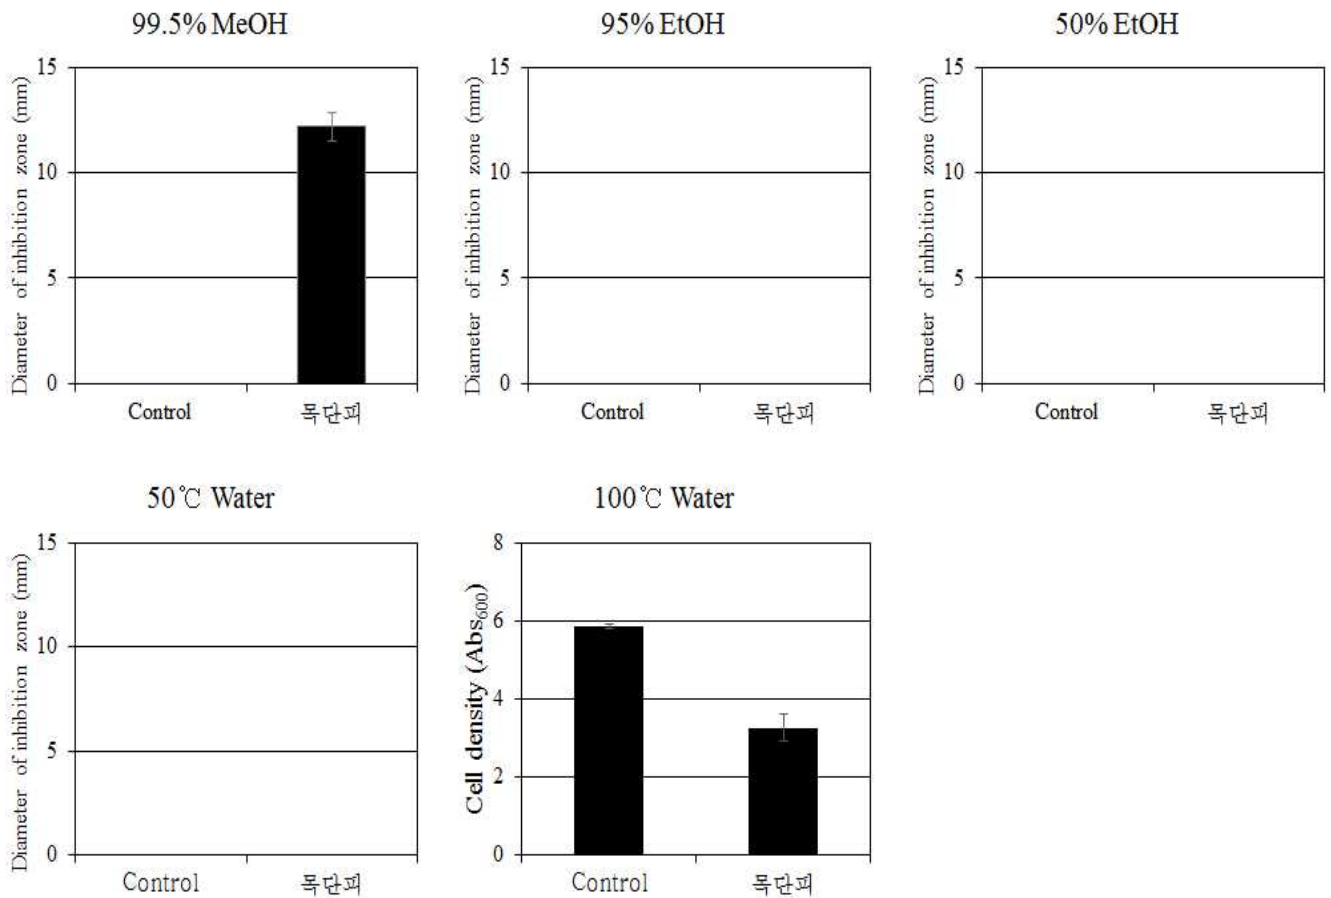 99.5% MeOH
Diameter of inhibition zone (mm)
15
10
5
0
Control
목단피
95% EtOH
Diameter of inhibition zone (mm)
15
10
5
0
Control
목단피
50% EtOH
Diameter of inhibition zone (mm)
15
10
5
0
Control
목단피
50℃ Water
Diameter of inhibition zone (mm)
15
10
5
0
Control
목단피
100℃ Water
Cell density (Abs600)
8
6
4
2
0
Control
목단피